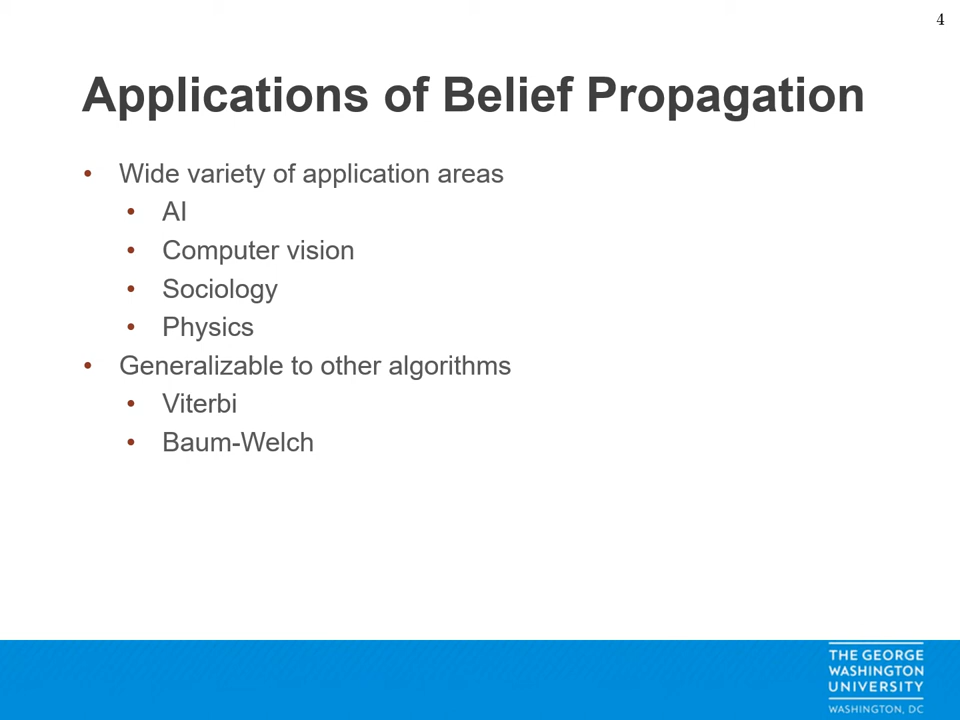 4
Applications of Belief Propagation
• Wide variety of application areas
• AI
• Computer vision
• Sociology
• Physics
• Generalizable to other algorithms
• Viterbi
• Baum-Welch
THE GEORGE
WASHINGTON
UNIVERSITY
WASHINGTON, DC